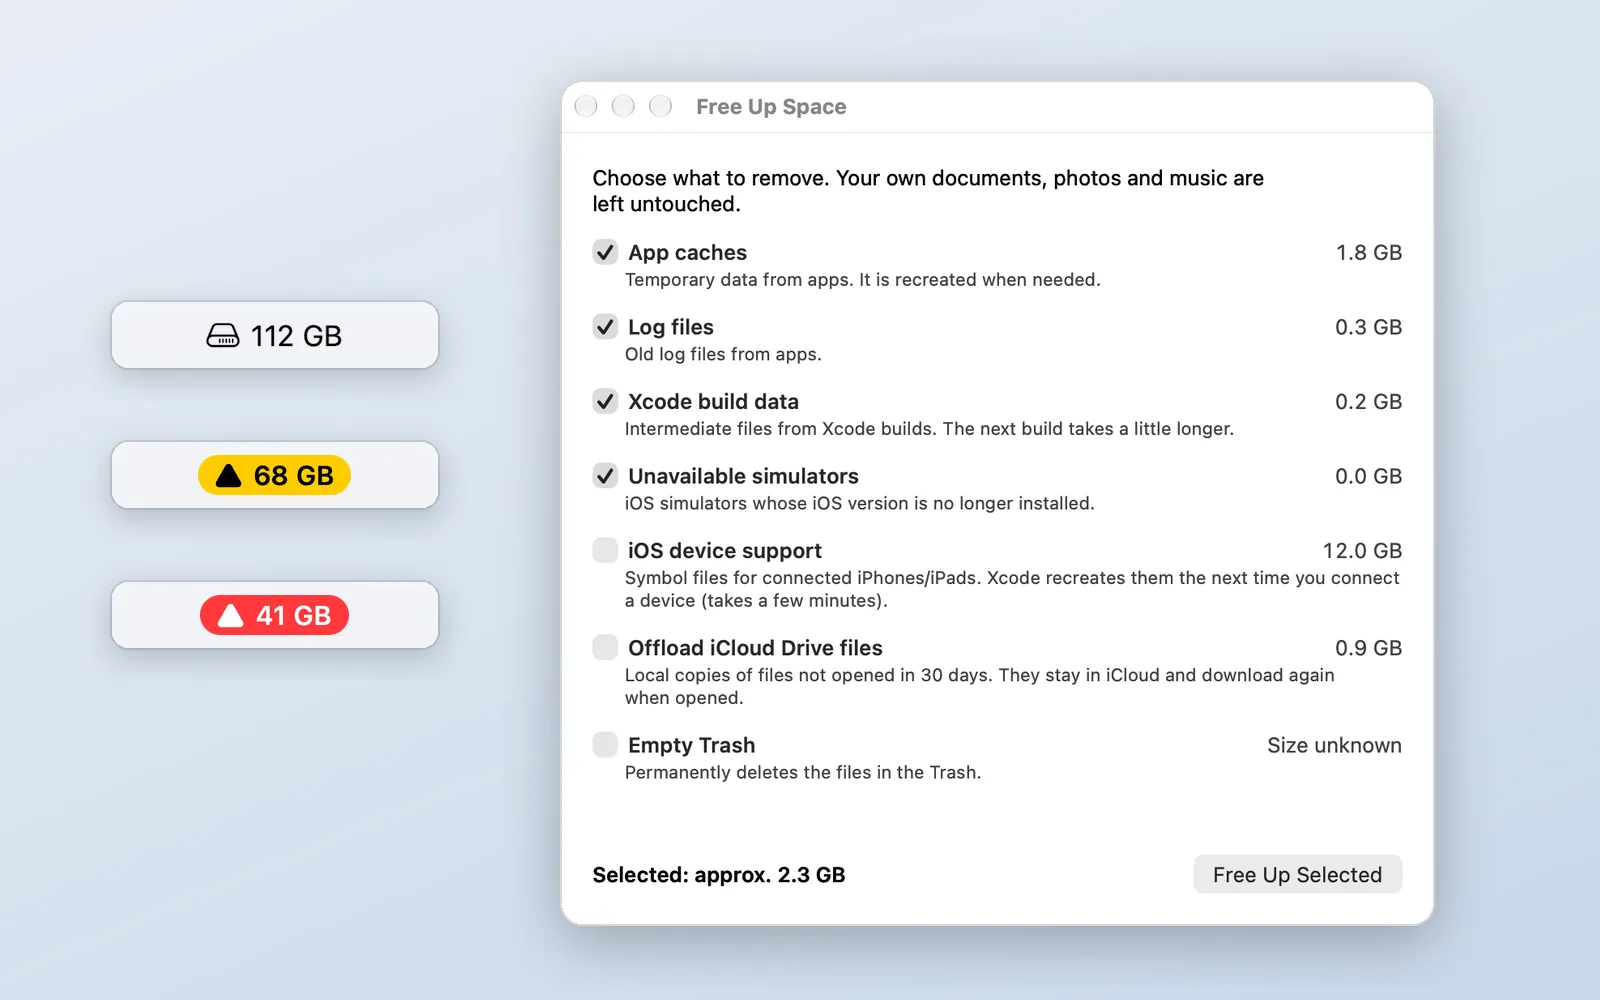 112 GB
68 GB
41 GB
Free Up Space
Choose what to remove. Your own documents, photos and music are
left untouched.
App caches 1.8 GB
Temporary data from apps. It is recreated when needed.
Log files 0.3 GB
Old log files from apps.
Xcode build data 0.2 GB
Intermediate files from Xcode builds. The next build takes a little longer.
Unavailable simulators 0.0 GB
iOS simulators whose iOS version is no longer installed.
iOS device support 12.0 GB
Symbol files for connected iPhones/iPads. Xcode recreates them the next time you connect
a device (takes a few minutes).
Offload iCloud Drive files 0.9 GB
Local copies of files not opened in 30 days. They stay in iCloud and download again
when opened.
Empty Trash Size unknown
Permanently deletes the files in the Trash.
Selected: approx. 2.3 GB Free Up Selected